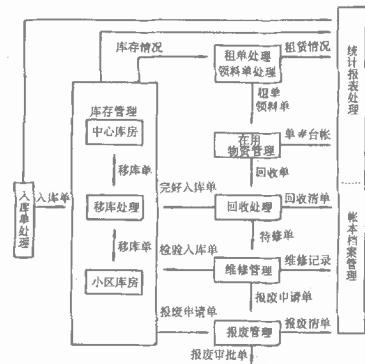 库存情况
租单处理
领料单处理
租赁情况
统计报表处理
租单
领料单
库存管理
中心库房
在用
物资管理
单#台帐
移库单
回收单
入库单处理
入库单
移库处理
完好入库单
回收处理
回收清单
帐本档案管理
移库单
待修单
检验入库单
维修管理
维修记录
小区库房
报废申请单
报废申请单
报废管理
报废清单
报废审批单